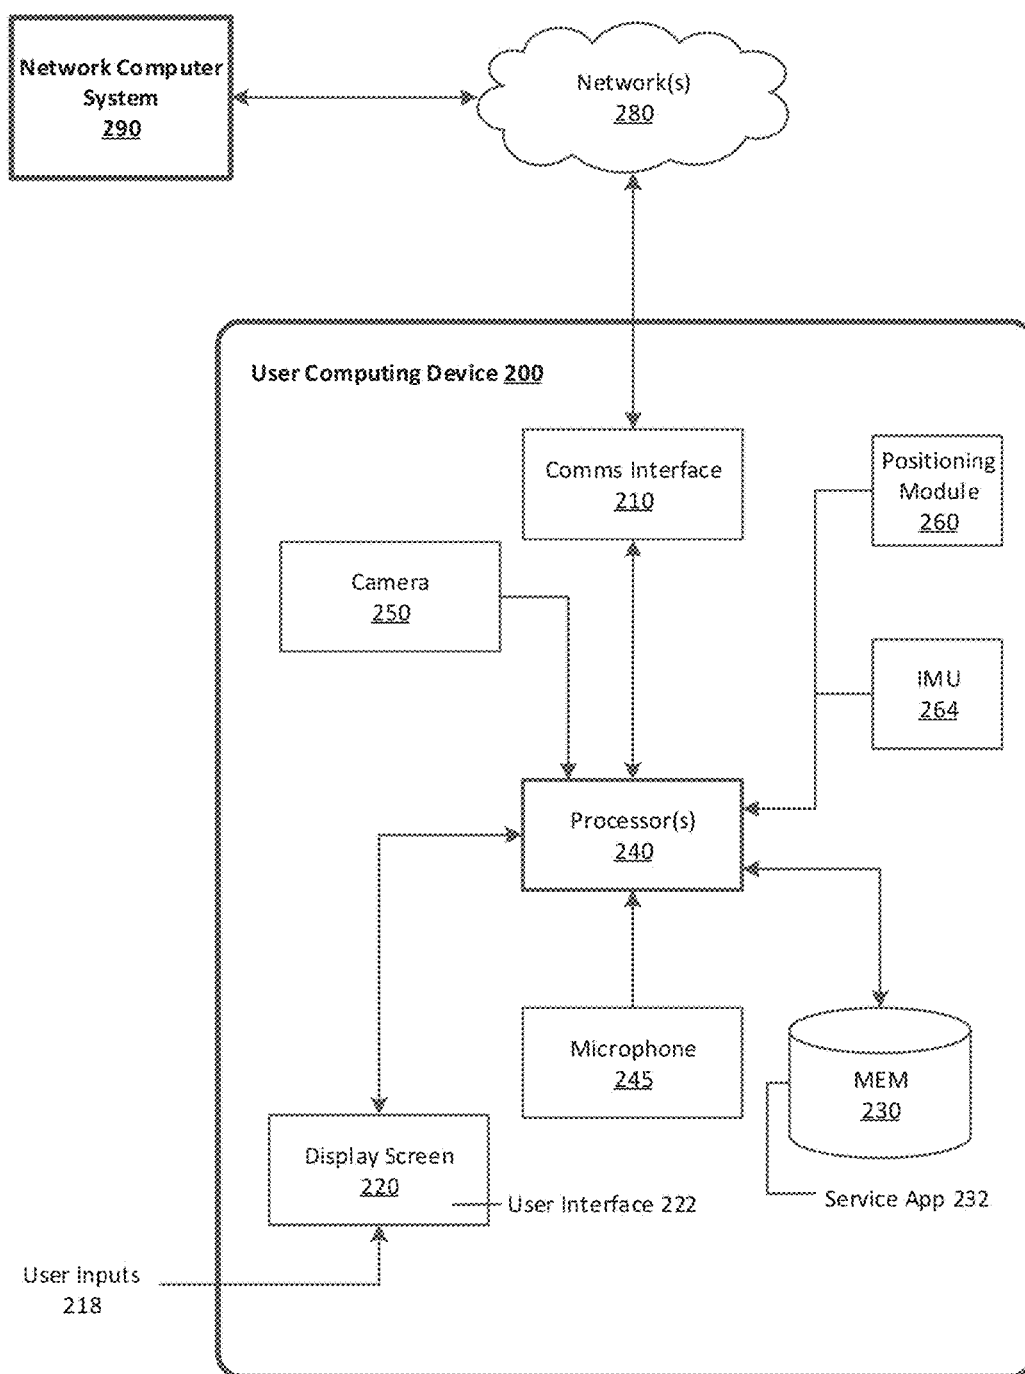 Network Computer
System
290
Network(s)
280
User Computing Device 200
Comms Interface
210
Positioning
Module
260
Camera
250
IMU
264
Processor(s)
240
Microphone
245
MEM
230
Display Screen
220
User Interface 222
Service App 232
User Inputs
218